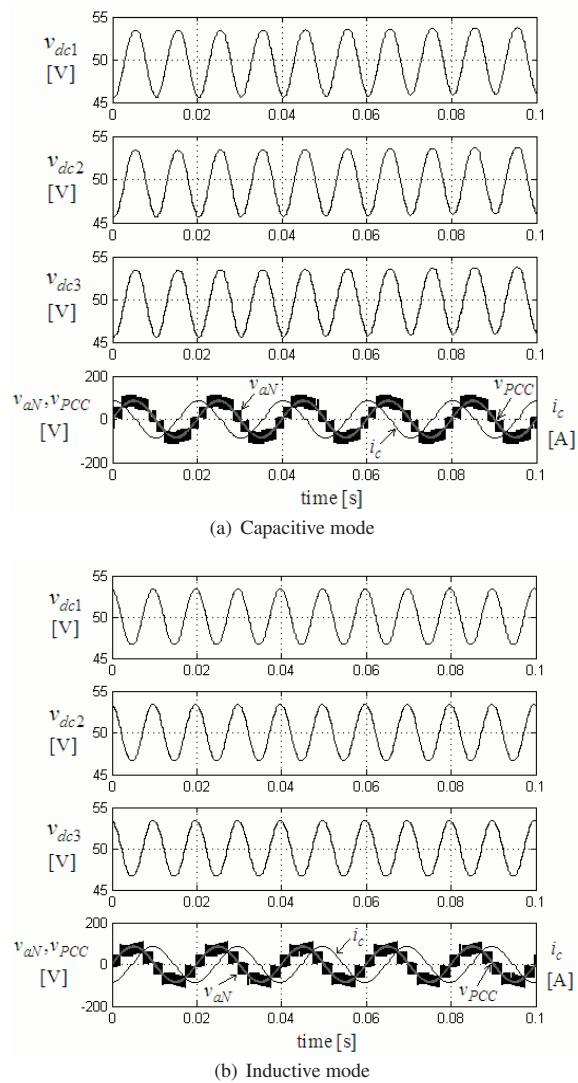 v_dc1
[V]
55
50
45
0 0.02 0.04 0.06 0.08 0.1
v_dc2
[V]
55
50
45
0 0.02 0.04 0.06 0.08 0.1
v_dc3
[V]
55
50
45
0 0.02 0.04 0.06 0.08 0.1
v_aN,v_PCC
[V]
200
0
-200
v_aN
v_PCC
i_c
i_c
[A]
0 0.02 0.04 0.06 0.08 0.1
time [s]
(a) Capacitive mode
v_dc1
[V]
55
50
45
0 0.02 0.04 0.06 0.08 0.1
v_dc2
[V]
55
50
45
0 0.02 0.04 0.06 0.08 0.1
v_dc3
[V]
55
50
45
0 0.02 0.04 0.06 0.08 0.1
v_aN,v_PCC
[V]
200
0
-200
i_c
v_aN
v_PCC
i_c
[A]
0 0.02 0.04 0.06 0.08 0.1
time [s]
(b) Inductive mode